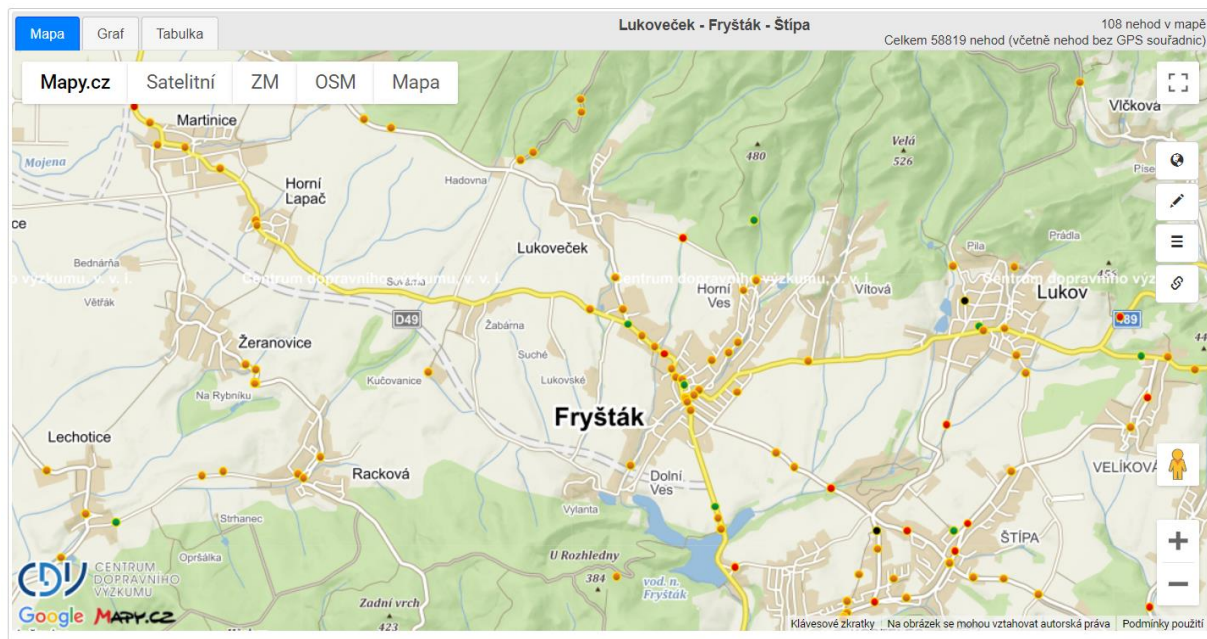 Mapa
Graf
Tabulka
Lukoveček - Fryšták - Štípa
108 nehod v mapě
Celkem 58819 nehod (včetně nehod bez GPS souřadnic)
Mapy.cz
Satelitní
ZM
OSM
Mapa
Vlčková
Martinice
Mojena
Velá
526
480
Hadovna
Horní
Lapač
ce
Lukoveček
Prádla
Pila
Bednárňa
Centrum dopravního výzkumu, v. v. i.
Větřák
Horní
Ves
Vítová
Lukov
D49
489
Žabárna
Žeranovice
Suché
Kučovanice
Lukovské
Na Rybníku
Fryšták
Lechotice
Racková
Dolní
Ves
VELÍKOVÁ
Vylanta
Strhanec
Opršálka
ŠTÍPA
U Rozhledny
384
vod. n.
Fryšták
CENTRUM
DOPRAVNÍHO
VÝZKUMU
Zadní vrch
423
Google
MAPY.CZ
Klávesové zkratky
Na obrázek se mohou vztahovat autorská práva
Podmínky použití